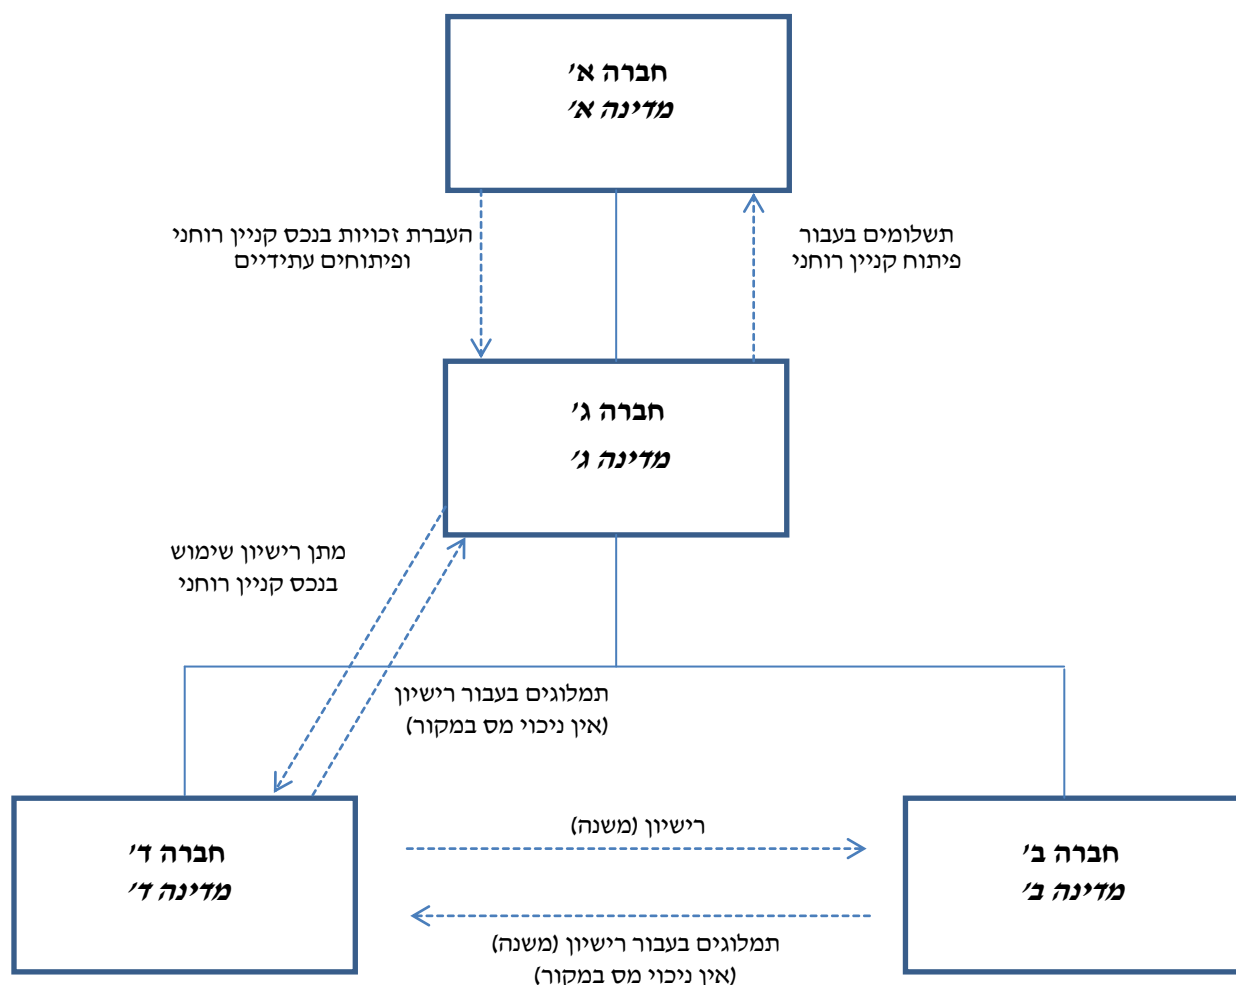 חברה א'
מדינה א'
העברת זכויות בנכס קניין רוחני
ופיתוחים עתידיים
תשלומים בעבור
פיתוח קניין רוחני
חברה ג'
מדינה ג'
מתן רישיון שימוש
בנכס קניין רוחני
תמלוגים בעבור רישיון
(אין ניכוי מס במקור)
חברה ד'
מדינה ד'
רישיון (משנה)
חברה ב'
מדינה ב'
תמלוגים בעבור רישיון (משנה)
(אין ניכוי מס במקור)